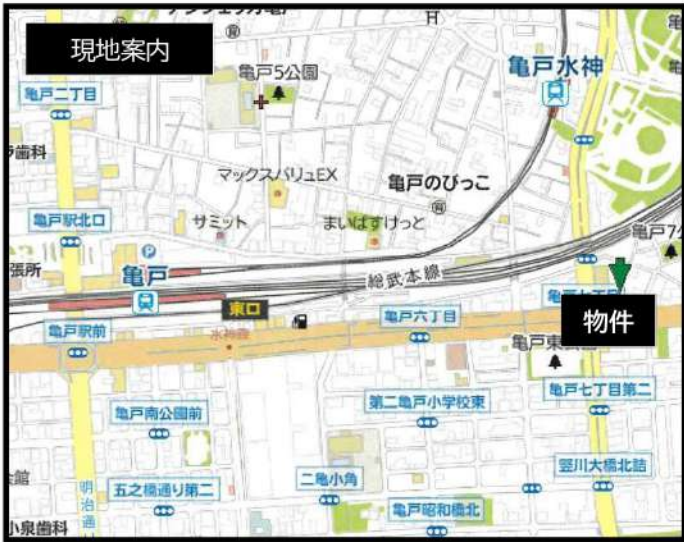 現地案内
亀戸5公園
亀戸水神
亀戸二丁目
歯科
マックスバリュEX
亀戸のびっこ
亀戸駅北口
サミット
まいばすけっと
亀戸7
張所
亀戸
総武本線
東口
物件
亀戸駅前
亀戸六丁目
亀戸南公園前
第二亀戸小学校東
亀戸七丁目第二
会館
五之橋通り第二
二亀小角
竪川大橋北詰
明治通
亀戸昭和橋北
小泉歯科